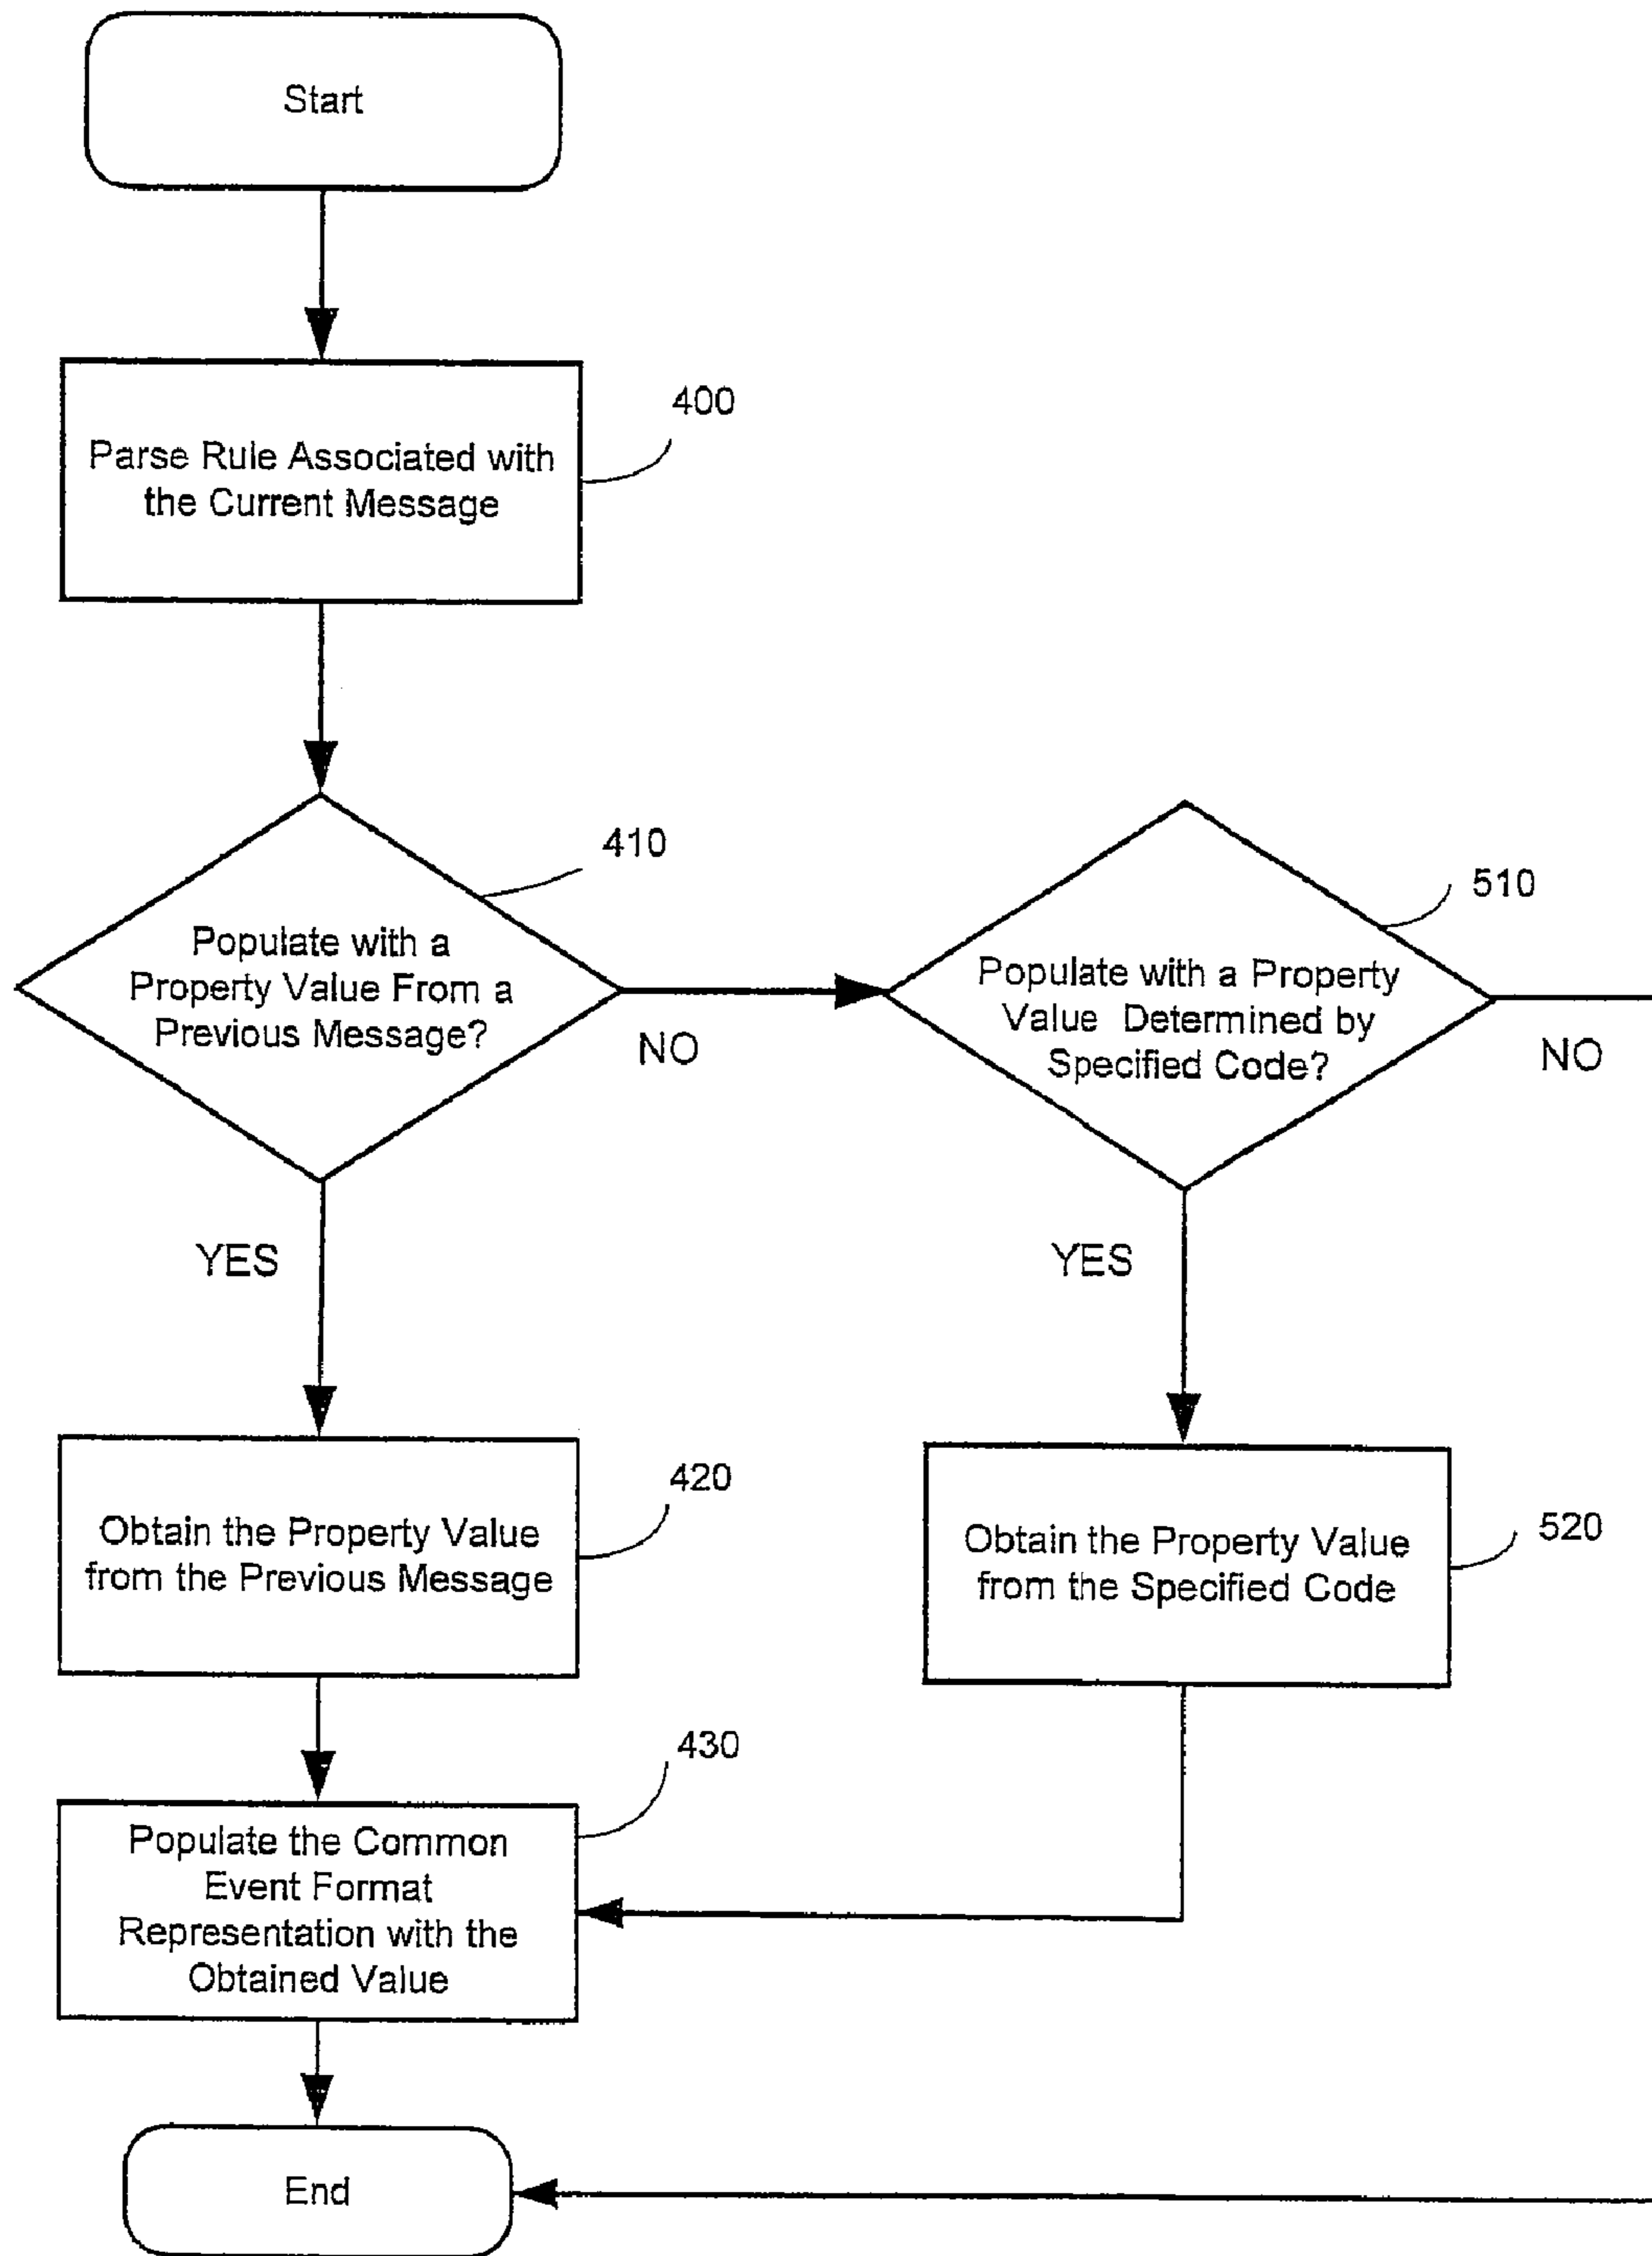 Start
400
Parse Rule Associated with
the Current Message
410
Populate with a
Property Value From a
Previous Message?
NO
510
Populate with a Property
Value Determined by
Specified Code?
NO
YES
YES
420
Obtain the Property Value
from the Previous Message
520
Obtain the Property Value
from the Specified Code
430
Populate the Common
Event Format
Representation with the
Obtained Value
End